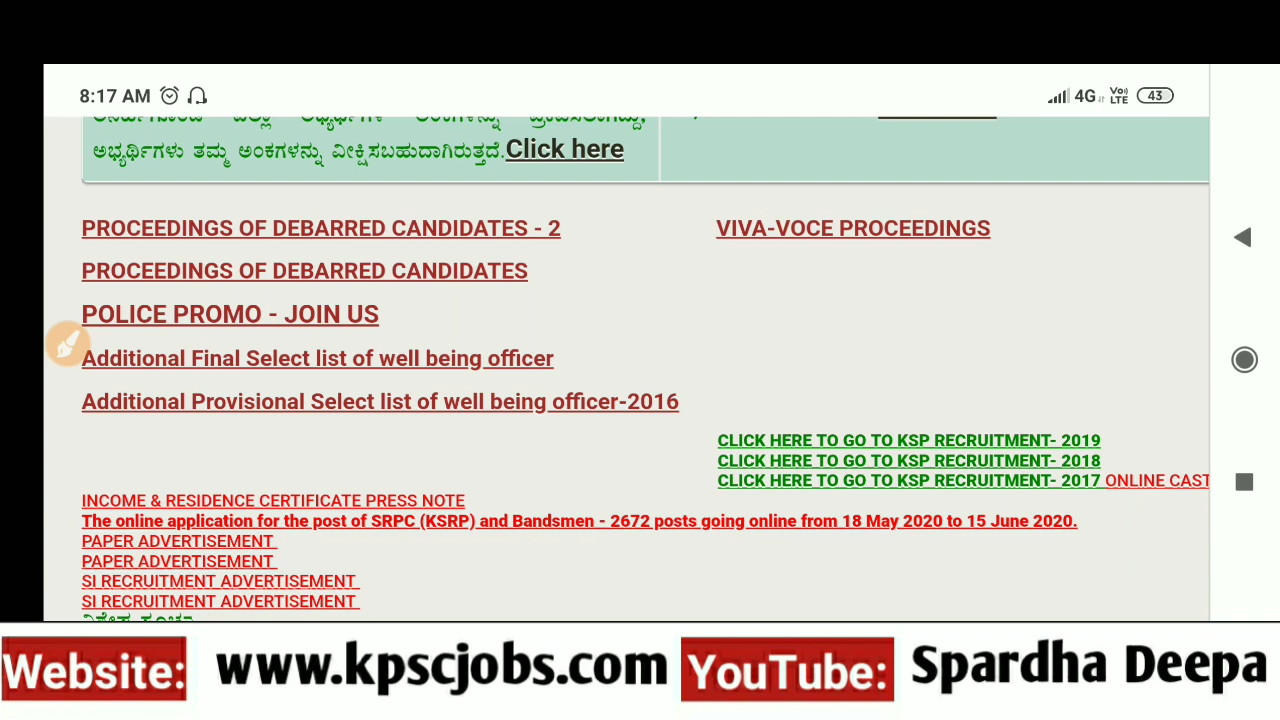 8:17 AM
4G
Vo) LTE
43
ಅಭ್ಯರ್ಥಿಗಳು ತಮ್ಮ ಅಂಕಗಳನ್ನು ವೀಕ್ಷಿಸಬಹುದಾಗಿರುತ್ತದೆ.Click here
PROCEEDINGS OF DEBARRED CANDIDATES - 2
VIVA-VOCE PROCEEDINGS
PROCEEDINGS OF DEBARRED CANDIDATES
POLICE PROMO - JOIN US
Additional Final Select list of well being officer
Additional Provisional Select list of well being officer-2016
CLICK HERE TO GO TO KSP RECRUITMENT- 2019
CLICK HERE TO GO TO KSP RECRUITMENT- 2018
CLICK HERE TO GO TO KSP RECRUITMENT- 2017 ONLINE CAST
INCOME & RESIDENCE CERTIFICATE PRESS NOTE
The online application for the post of SRPC (KSRP) and Bandsmen - 2672 posts going online from 18 May 2020 to 15 June 2020.
PAPER ADVERTISEMENT
PAPER ADVERTISEMENT
SI RECRUITMENT ADVERTISEMENT
SI RECRUITMENT ADVERTISEMENT
Website: www.kpscjobs.com YouTube: Spardha Deepa